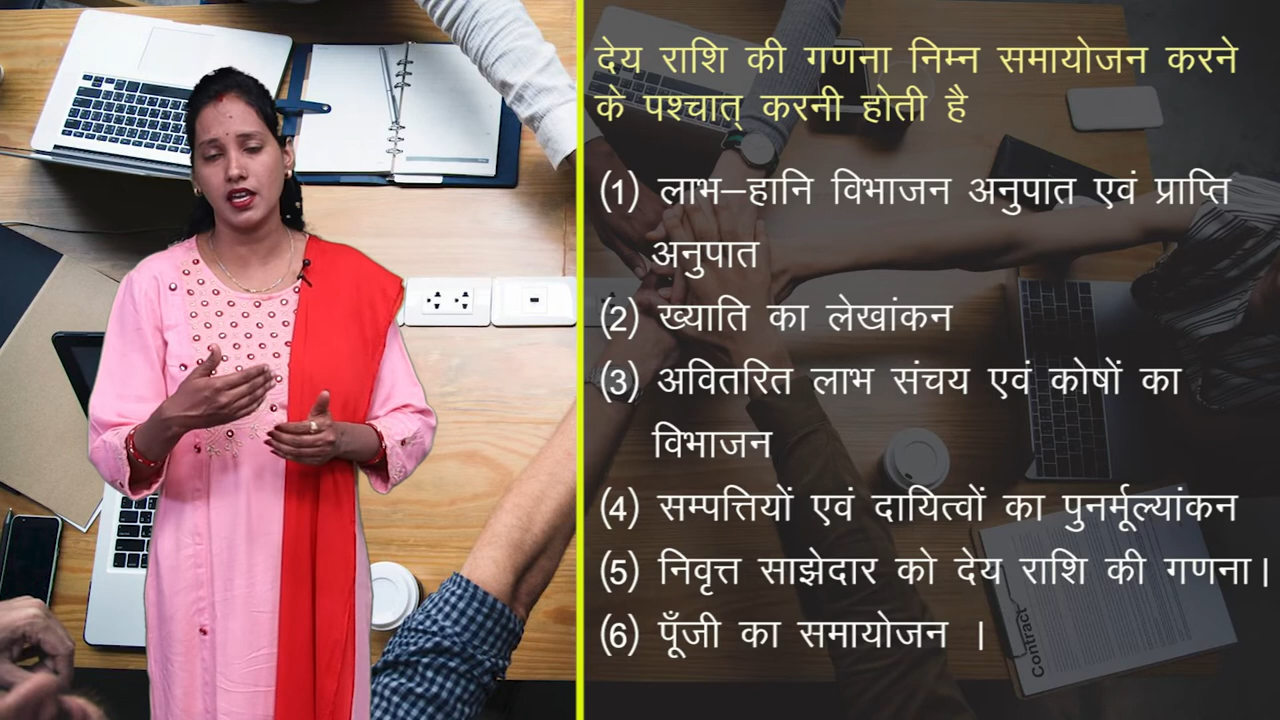 देय राशि की गणना निम्न समायोजन करने
के पश्चात् करनी होती है
(1) लाभ–हानि विभाजन अनुपात एवं प्राप्ति
अनुपात
(2) ख्याति का लेखांकन
(3) अवितरित लाभ संचय एवं कोषों का
विभाजन
(4) सम्पत्तियों एवं दायित्वों का पुनर्मूल्यांकन
(5) निवृत्त साझेदार को देय राशि की गणना।
(6) पूँजी का समायोजन ।
Contract